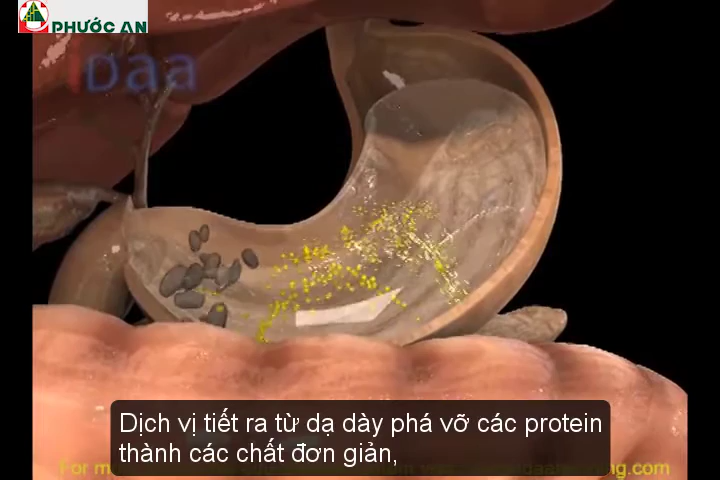 PHƯỚC AN
Daa
Dịch vị tiết ra từ dạ dày phá vỡ các protein
thành các chất đơn giản,
For m